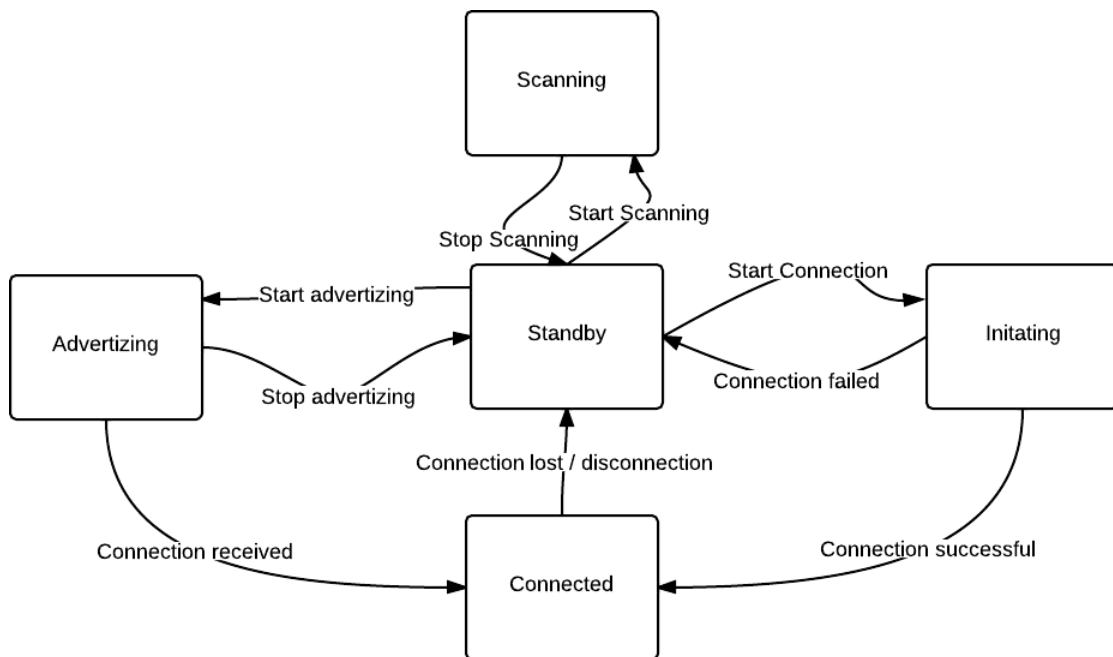 Scanning
Start Scanning
Stop Scanning
Start Connection
Start advertizing
Advertizing
Standby
Initating
Connection failed
Stop advertizing
Connection lost / disconnection
Connection received
Connection successful
Connected